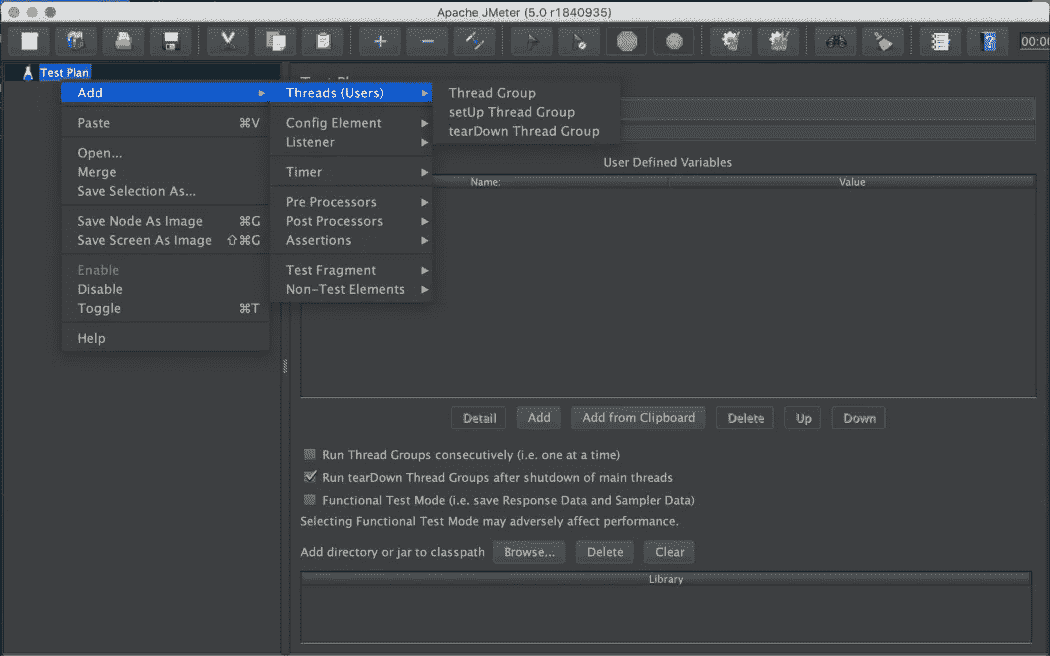 Apache JMeter (5.0 r1840935)
00:00
Test Plan
Add
Paste ⌘V
Open...
Merge
Save Selection As...
Save Node As Image ⌘G
Save Screen As Image ⇧⌘G
Enable
Disable
Toggle ⌘T
Help
Threads (Users)
Config Element
Listener
Timer
Pre Processors
Post Processors
Assertions
Test Fragment
Non-Test Elements
Thread Group
setUp Thread Group
tearDown Thread Group
User Defined Variables
Name: Value
Detail Add Add from Clipboard Delete Up Down
Run Thread Groups consecutively (i.e. one at a time)
Run tearDown Thread Groups after shutdown of main threads
Functional Test Mode (i.e. save Response Data and Sampler Data)
Selecting Functional Test Mode may adversely affect performance.
Add directory or jar to classpath Browse... Delete Clear
Library